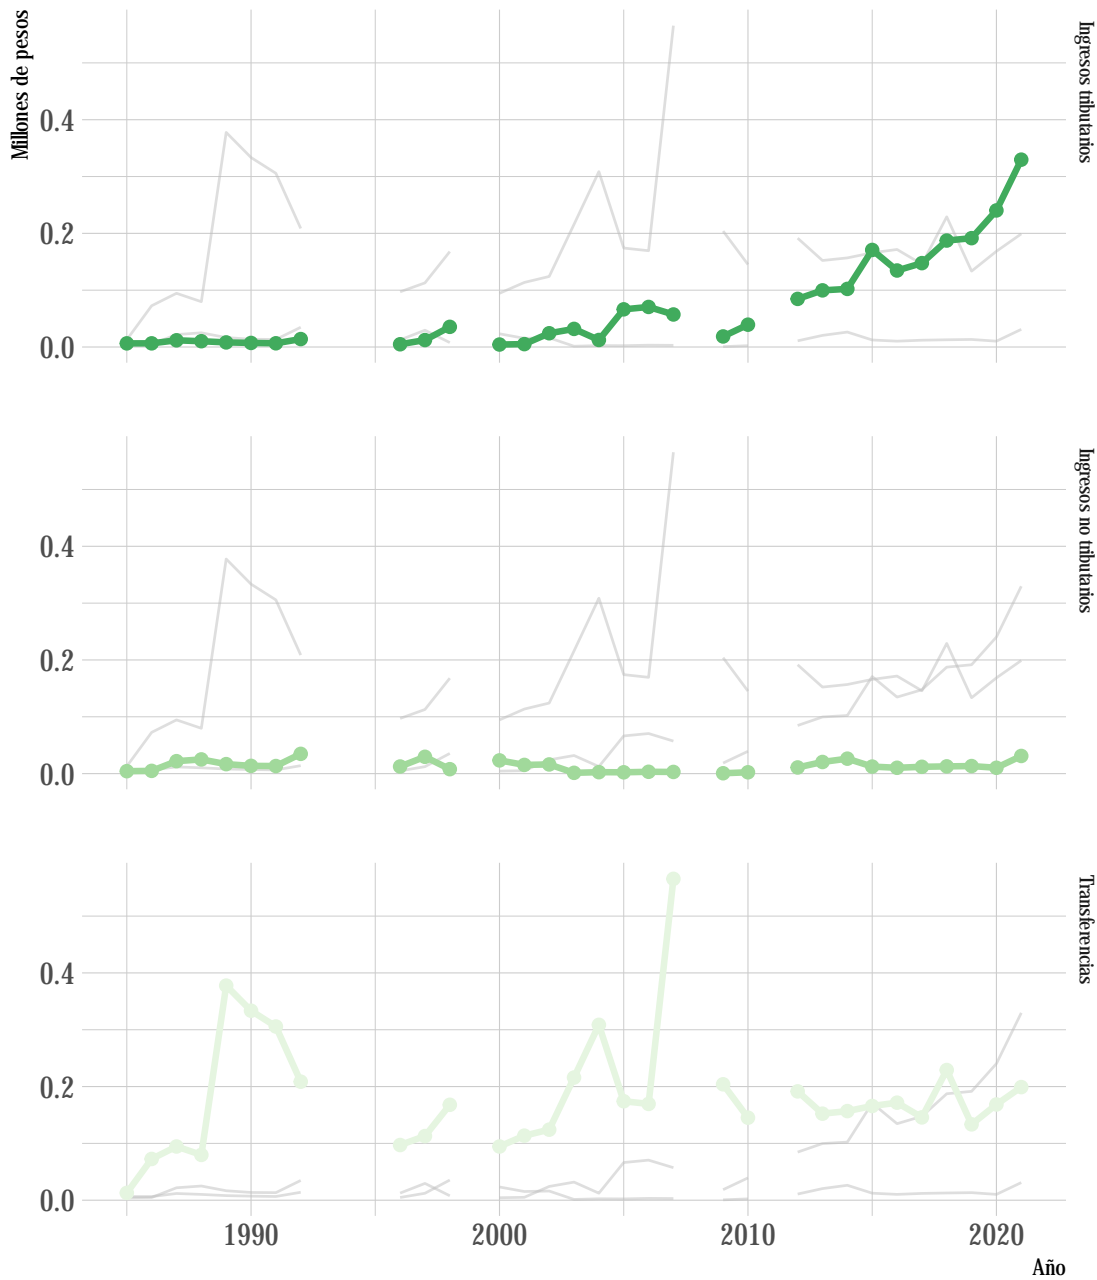 Millones de pesos
Ingresos tributarios
0.4
0.2
0.0
Ingresos no tributarios
0.4
0.2
0.0
Transferencias
0.4
0.2
0.0
1990 2000 2010 2020
Año